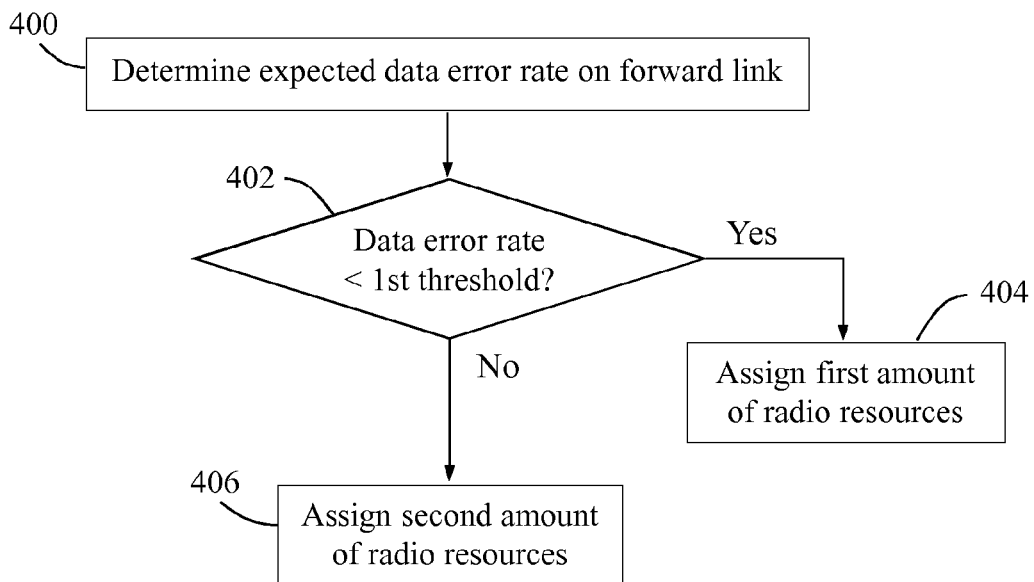 400
Determine expected data error rate on forward link
402
Data error rate
< 1st threshold?
Yes
404
Assign first amount
of radio resources
No
406
Assign second amount
of radio resources